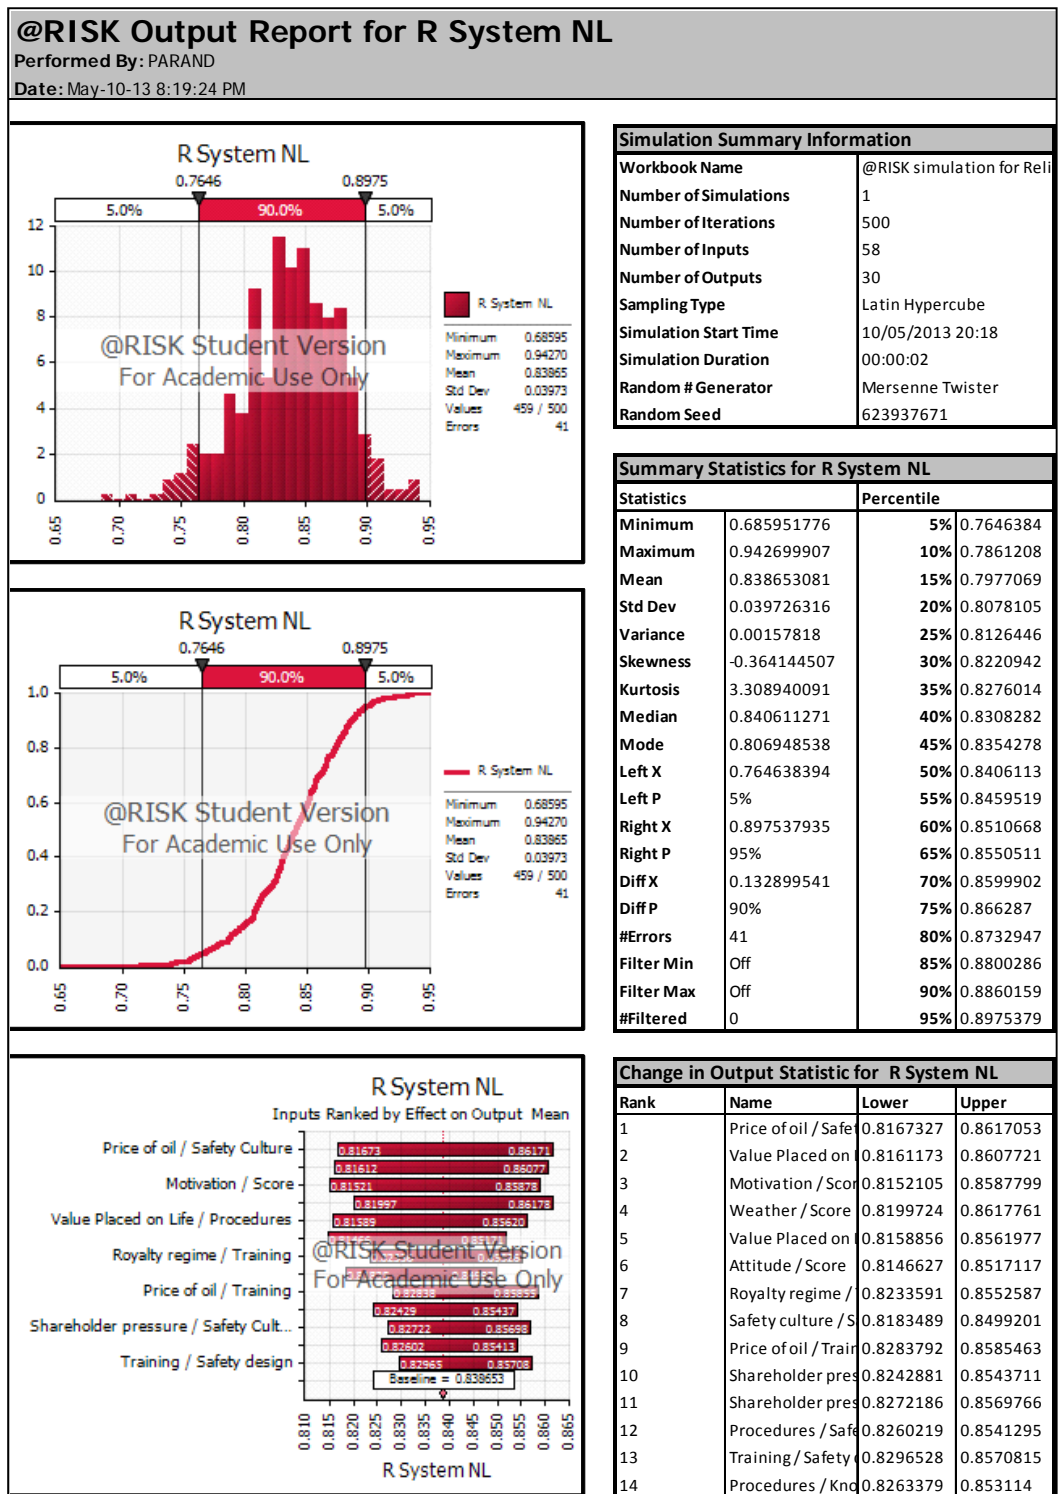 @RISK Output Report for R System NL
Performed By: PARAND
Date: May-10-13 8:19:24 PM
R System NL
0.7646 0.8975
5.0% 90.0% 5.0%
12
10
8
6
4
2
0
0.65 0.70 0.75 0.80 0.85 0.90 0.95
@RISK Student Version
For Academic Use Only
R System NL
Minimum 0.68595
Maximum 0.94270
Mean 0.83865
Std Dev 0.03973
Values 459 / 500
Errors 41
Simulation Summary Information
Workbook Name @RISK simulation for Reli
Number of Simulations 1
Number of Iterations 500
Number of Inputs 58
Number of Outputs 30
Sampling Type Latin Hypercube
Simulation Start Time 10/05/2013 20:18
Simulation Duration 00:00:02
Random # Generator Mersenne Twister
Random Seed 623937671
Summary Statistics for R System NL
Statistics Percentile
Minimum 0.685951776 5% 0.7646384
Maximum 0.942699907 10% 0.7861208
Mean 0.838653081 15% 0.7977069
Std Dev 0.039726316 20% 0.8078105
Variance 0.00157818 25% 0.8126446
Skewness -0.364144507 30% 0.8220942
Kurtosis 3.308940091 35% 0.8276014
Median 0.840611271 40% 0.8308282
Mode 0.806948538 45% 0.8354278
Left X 0.764638394 50% 0.8406113
Left P 5% 55% 0.8459519
Right X 0.897537935 60% 0.8510668
Right P 95% 65% 0.8550511
Diff X 0.132899541 70% 0.8599902
Diff P 90% 75% 0.866287
#Errors 41 80% 0.8732947
Filter Min Off 85% 0.8800286
Filter Max Off 90% 0.8860159
#Filtered 0 95% 0.8975379
R System NL
0.7646 0.8975
5.0% 90.0% 5.0%
1.0
0.8
0.6
0.4
0.2
0.0
0.65 0.70 0.75 0.80 0.85 0.90 0.95
@RISK Student Version
For Academic Use Only
R System NL
Minimum 0.68595
Maximum 0.94270
Mean 0.83865
Std Dev 0.03973
Values 459 / 500
Errors 41
R System NL
Inputs Ranked by Effect on Output Mean
Price of oil / Safety Culture 0.81673 0.86171
0.81612 0.86077
Motivation / Score 0.81521 0.85878
0.81997 0.86178
Value Placed on Life / Procedures 0.81589 0.85620
Royalty regime / Training
Price of oil / Training 0.82838 0.85855
0.82429 0.85437
Shareholder pressure / Safety Cult... 0.82722 0.85698
0.82602 0.85413
Training / Safety design 0.82965 0.85708
Baseline = 0.838653
@RISK Student Version
For Academic Use Only
0.810 0.815 0.820 0.825 0.830 0.835 0.840 0.845 0.850 0.855 0.860 0.865
R System NL
Change in Output Statistic for R System NL
Rank Name Lower Upper
1 Price of oil / Safet 0.8167327 0.8617053
2 Value Placed on 0.8161173 0.8607721
3 Motivation / Scor 0.8152105 0.8587799
4 Weather / Score 0.8199724 0.8617761
5 Value Placed on 0.8158856 0.8561977
6 Attitude / Score 0.8146627 0.8517117
7 Royalty regime / 0.8233591 0.8552587
8 Safety culture / S 0.8183489 0.8499201
9 Price of oil / Train 0.8283792 0.8585463
10 Shareholder pres 0.8242881 0.8543711
11 Shareholder pres 0.8272186 0.8569766
12 Procedures / Safe 0.8260219 0.8541295
13 Training / Safety 0.8296528 0.8570815
14 Procedures / Kno 0.8263379 0.853114